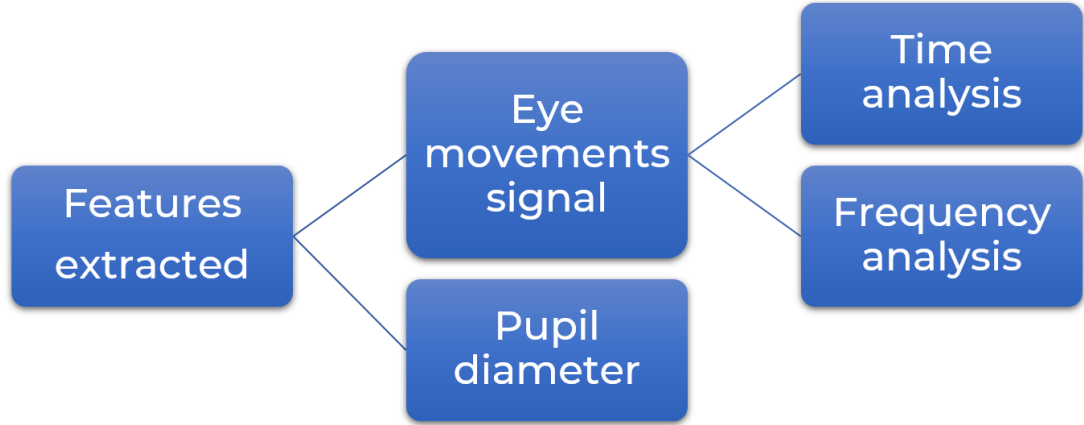 Features
extracted
Eye
movements
signal
Pupil
diameter
Time
analysis
Frequency
analysis